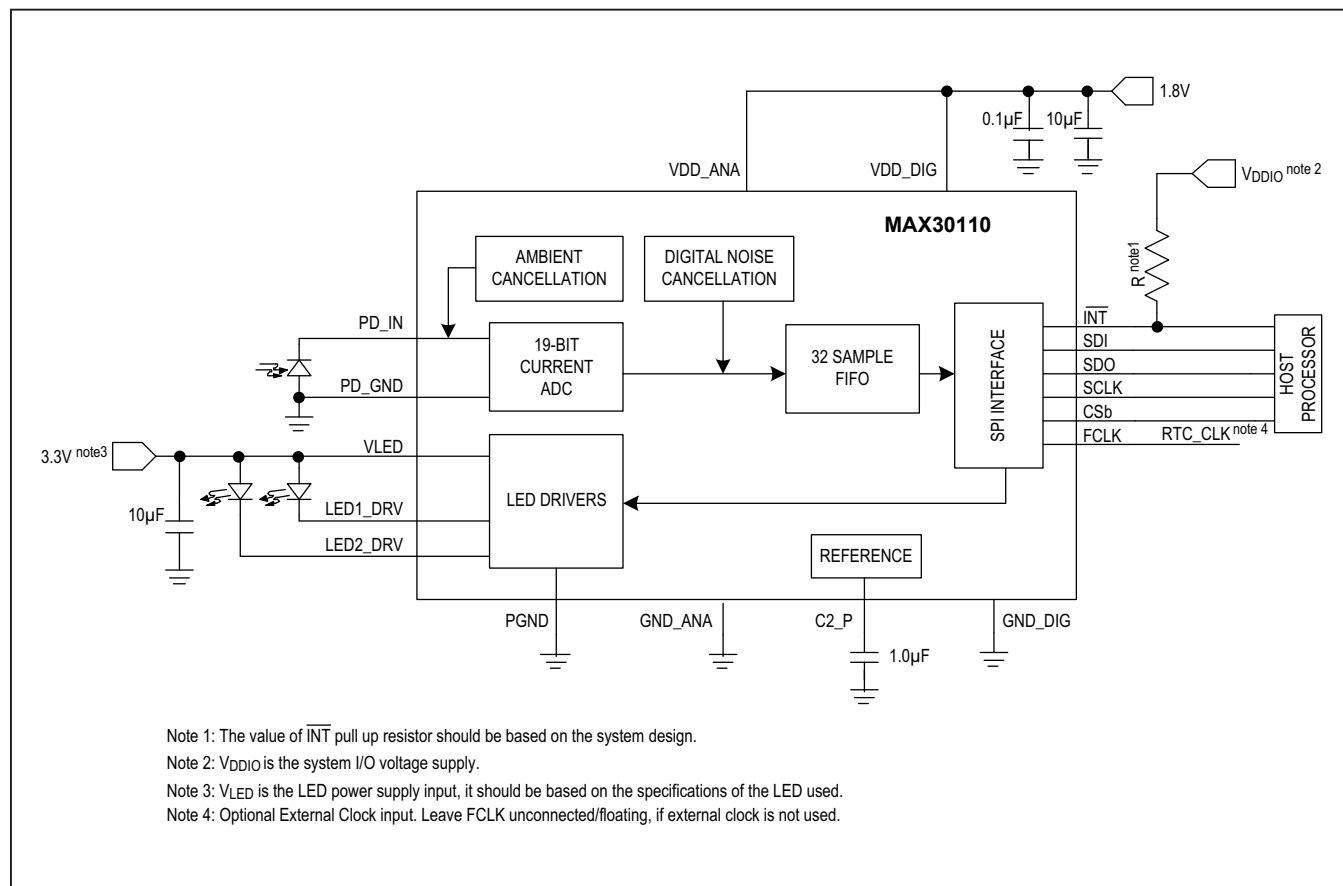 1.8V
0.1µF
10µF
VDD_ANA
VDD_DIG
VDDIO note 2
MAX30110
R note1
AMBIENT
CANCELLATION
DIGITAL NOISE
CANCELLATION
PD_IN
19-BIT
CURRENT
ADC
PD_GND
32 SAMPLE
FIFO
SPI INTERFACE
INT
SDI
SDO
SCLK
CSb
FCLK
RTC_CLK note 4
HOST
PROCESSOR
3.3V note3
VLED
10µF
LED DRIVERS
LED1_DRV
LED2_DRV
REFERENCE
PGND
GND_ANA
C2_P
GND_DIG
1.0µF
Note 1: The value of INT pull up resistor should be based on the system design.
Note 2: VDDIO is the system I/O voltage supply.
Note 3: VLED is the LED power supply input, it should be based on the specifications of the LED used.
Note 4: Optional External Clock input. Leave FCLK unconnected/floating, if external clock is not used.